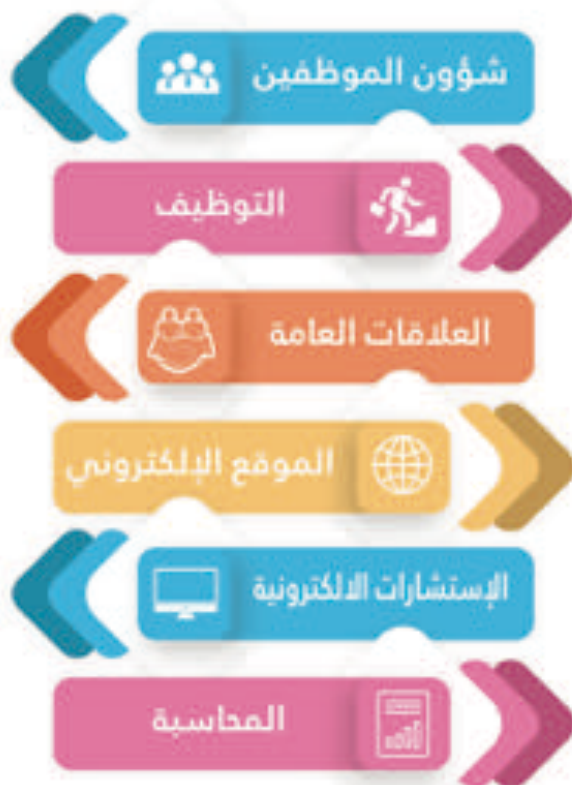 شؤون الموظفين
التوظيف
العلاقات العامة
الموقع الإلكتروني
الإستشارات الالكترونية
المحاسبة